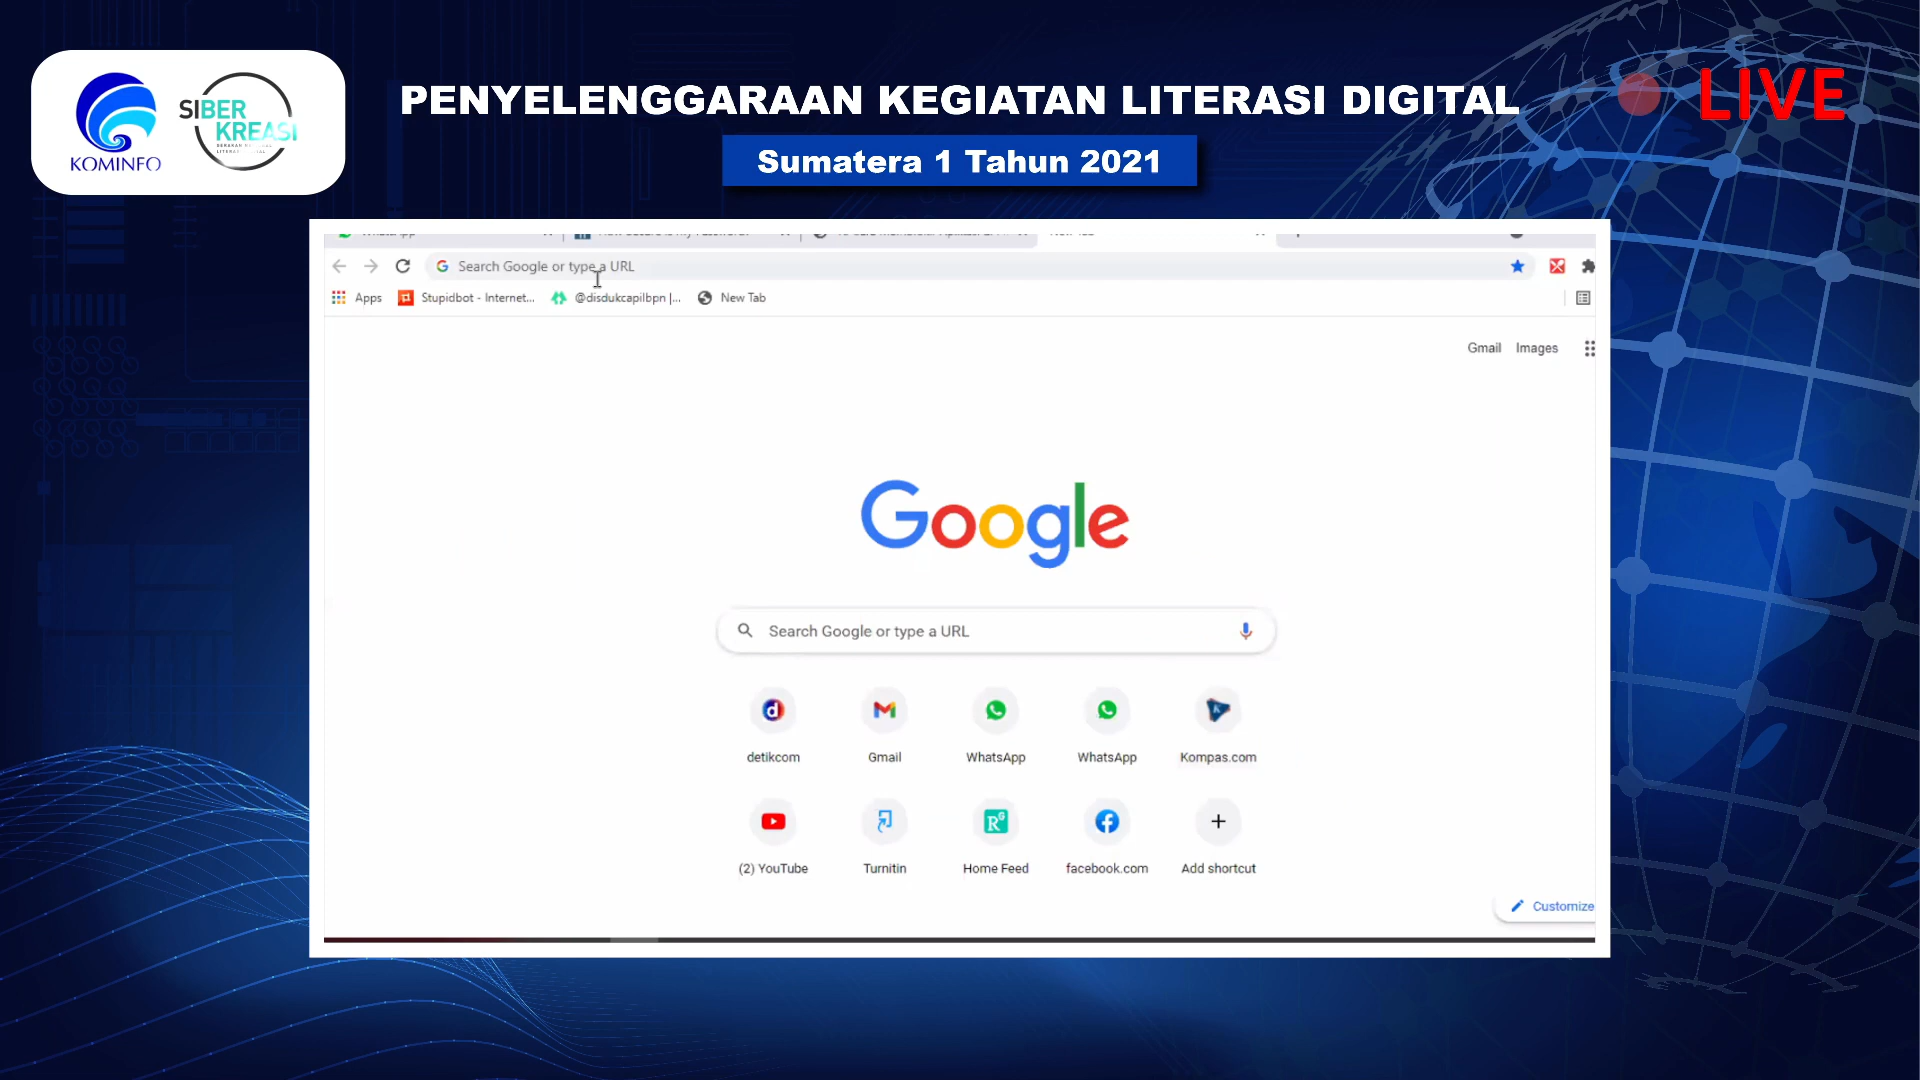 KOMINFO
SIBER
KREASI
PENYELENGGARAAN KEGIATAN LITERASI DIGITAL
LIVE
Sumatera 1 Tahun 2021
Search Google or type a URL
Apps
Stupidbot - Internet...
@disdukcapilbpn |...
New Tab
Gmail
Images
Google
Search Google or type a URL
detikcom
Gmail
WhatsApp
WhatsApp
Kompas.com
(2) YouTube
Turnitin
Home Feed
facebook.com
Add shortcut
Customize